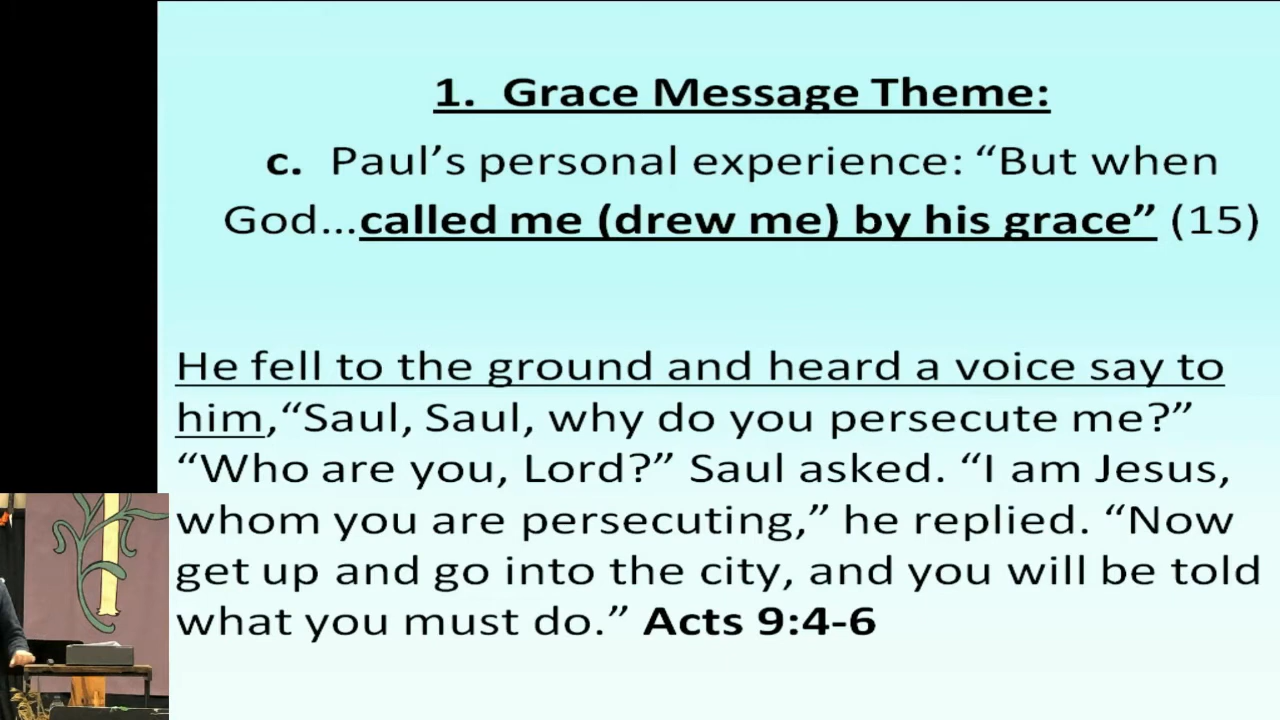 1.  Grace Message Theme:
c.  Paul’s personal experience: “But when
God...called me (drew me) by his grace” (15)
He fell to the ground and heard a voice say to
him,“Saul, Saul, why do you persecute me?”
“Who are you, Lord?” Saul asked. “I am Jesus,
whom you are persecuting,” he replied. “Now
get up and go into the city, and you will be told
what you must do.” Acts 9:4-6